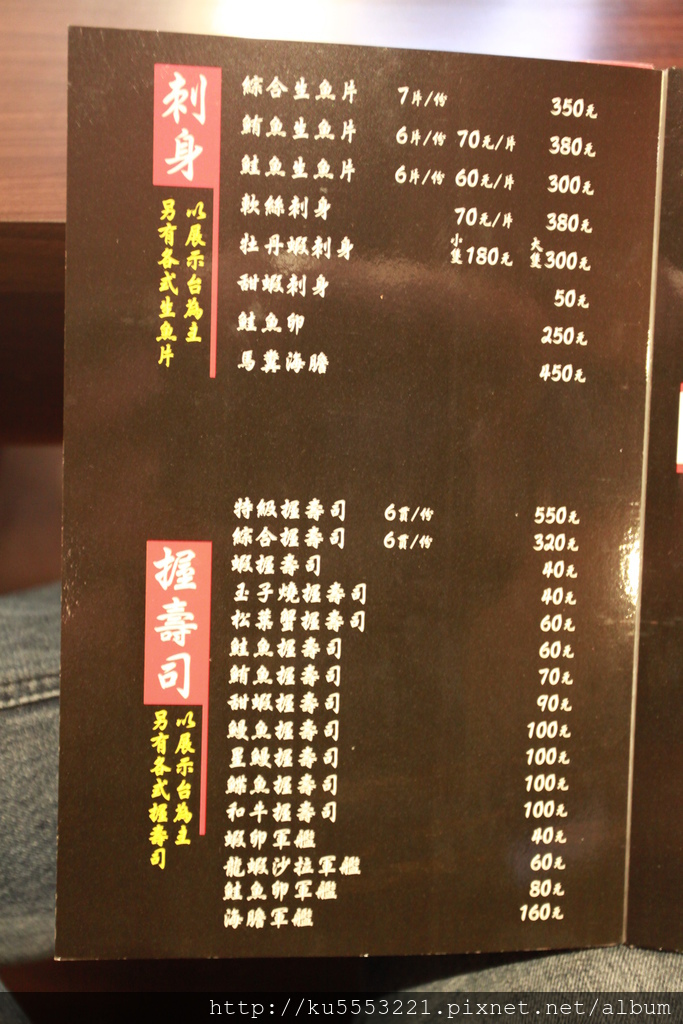 刺身
另有各式生魚片
以展示台為主
綜合生魚片 7片/份 350元
鮪魚生魚片 6片/份 70元/片 380元
鮭魚生魚片 6片/份 60元/片 300元
軟絲刺身 70元/片 380元
牡丹蝦刺身 小隻180元 大隻300元
甜蝦刺身 50元
鮭魚卵 250元
馬糞海膽 450元
握壽司
另有各式握壽司
以展示台為主
特級握壽司 6貫/份 550元
綜合握壽司 6貫/份 320元
蝦握壽司 40元
玉子燒握壽司 40元
松葉蟹握壽司 60元
鮭魚握壽司 60元
鮪魚握壽司 70元
甜蝦握壽司 90元
鰻魚握壽司 100元
星鰻握壽司 100元
鰈魚握壽司 100元
和牛握壽司 100元
蝦卵軍艦 40元
龍蝦沙拉軍艦 60元
鮭魚卵軍艦 80元
海膽軍艦 160元
http://ku5553221.pixnet.net/album